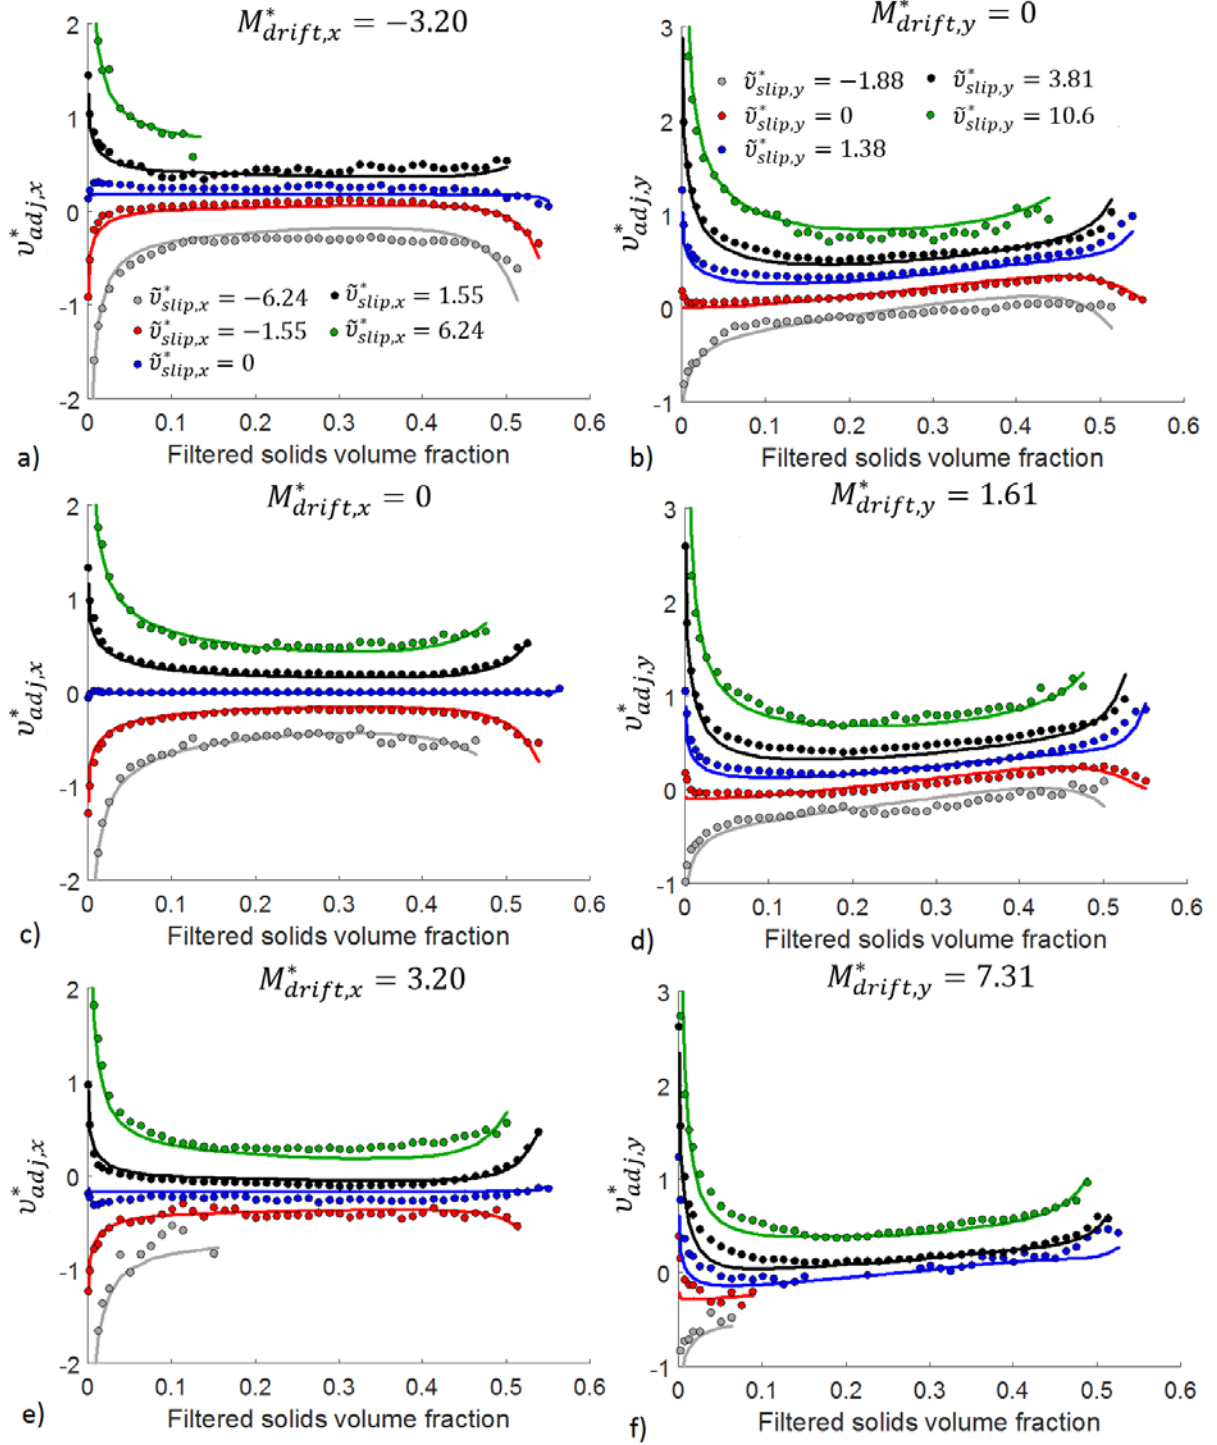 M*drift,x = −3.20
2
1
0
-1
-2
v*adj,x
ṽ*slip,x = −6.24
ṽ*slip,x = 1.55
ṽ*slip,x = −1.55
ṽ*slip,x = 6.24
ṽ*slip,x = 0
0 0.1 0.2 0.3 0.4 0.5 0.6
a) Filtered solids volume fraction
M*drift,y = 0
3
2
1
0
-1
v*adj,y
ṽ*slip,y = −1.88
ṽ*slip,y = 3.81
ṽ*slip,y = 0
ṽ*slip,y = 10.6
ṽ*slip,y = 1.38
0 0.1 0.2 0.3 0.4 0.5 0.6
b) Filtered solids volume fraction
M*drift,x = 0
2
1
0
-1
-2
v*adj,x
0 0.1 0.2 0.3 0.4 0.5 0.6
c) Filtered solids volume fraction
M*drift,y = 1.61
3
2
1
0
-1
v*adj,y
0 0.1 0.2 0.3 0.4 0.5 0.6
d) Filtered solids volume fraction
M*drift,x = 3.20
2
1
0
-1
-2
v*adj,x
0 0.1 0.2 0.3 0.4 0.5 0.6
e) Filtered solids volume fraction
M*drift,y = 7.31
3
2
1
0
-1
v*adj,y
0 0.1 0.2 0.3 0.4 0.5 0.6
f) Filtered solids volume fraction